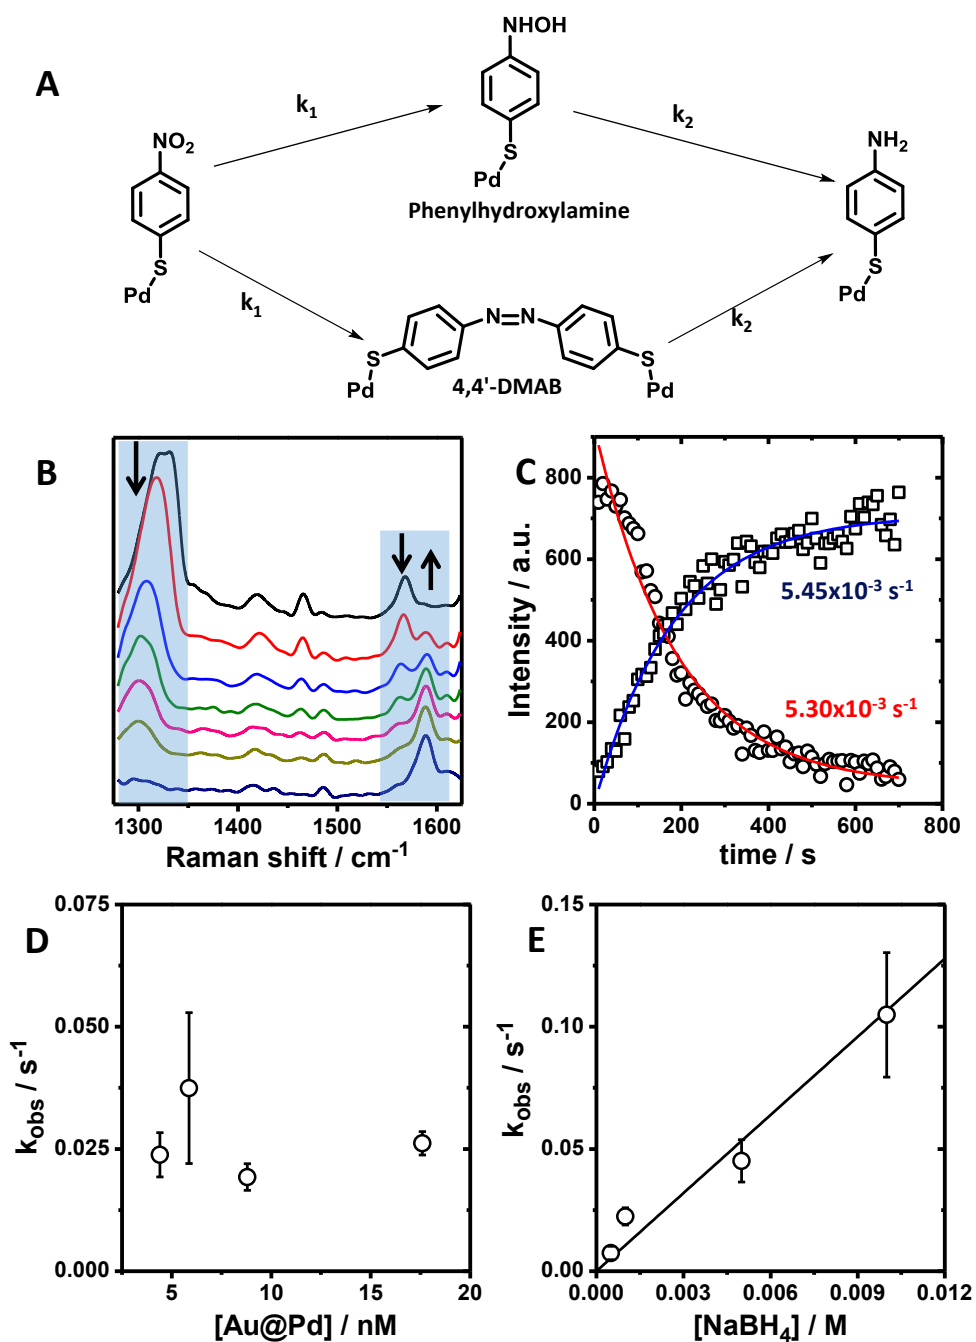 A
NHOH
S
Pd
Phenylhydroxylamine
k₁
k₂
NO₂
S
Pd
NH₂
S
Pd
k₁
k₂
N=N
S
Pd
S
Pd
4,4'-DMAB
B
1300 1400 1500 1600
Raman shift / cm⁻¹
C
800
600
400
200
0
Intensity / a.u.
5.45x10⁻³ s⁻¹
5.30x10⁻³ s⁻¹
0 200 400 600 800
time / s
D
0.075
0.050
0.025
0.000
k_obs / s⁻¹
5 10 15 20
[Au@Pd] / nM
E
0.15
0.10
0.05
0.00
k_obs / s⁻¹
0.000 0.003 0.006 0.009 0.012
[NaBH₄] / M